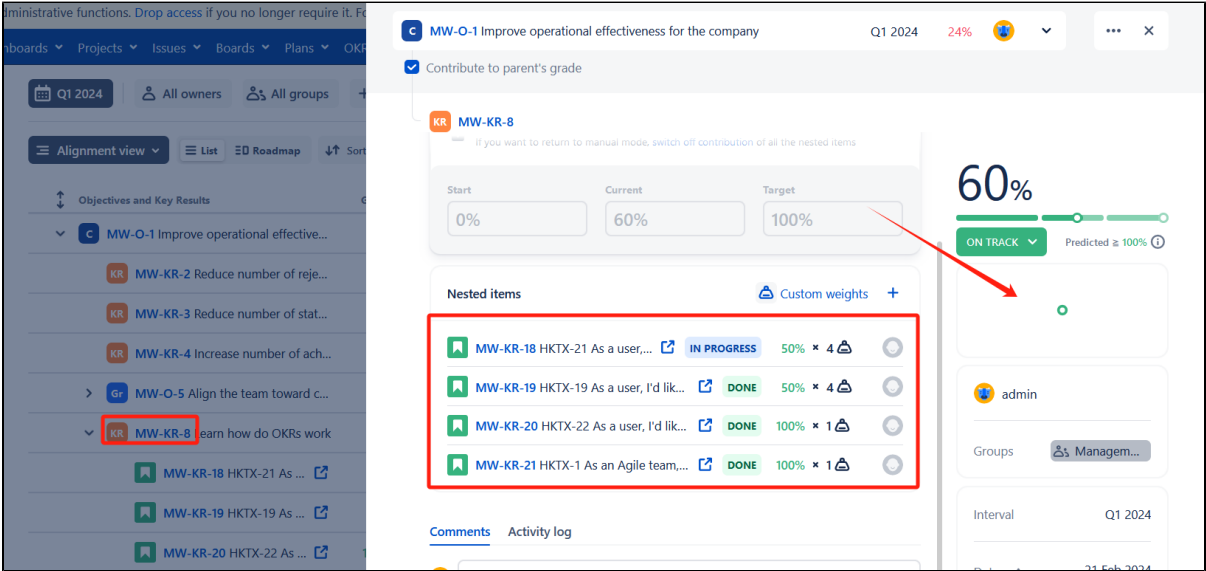 dministrative functions. Drop access if you no longer require it. Fo
boards Projects Issues Boards Plans OKR
Q1 2024 All owners All groups +
Alignment view List Roadmap Sort
Objectives and Key Results G
C MW-O-1 Improve operational effective...
KR MW-KR-2 Reduce number of reje...
KR MW-KR-3 Reduce number of stat...
KR MW-KR-4 Increase number of ach...
Gr MW-O-5 Align the team toward c...
KR MW-KR-8 Learn how do OKRs work
MW-KR-18 HKTX-21 As ...
MW-KR-19 HKTX-19 As ...
MW-KR-20 HKTX-22 As ... 1
C MW-O-1 Improve operational effectiveness for the company Q1 2024 24%
Contribute to parent's grade
KR MW-KR-8
If you want to return to manual mode, switch off contribution of all the nested items
Start Current Target
0% 60% 100%
Nested items Custom weights +
MW-KR-18 HKTX-21 As a user,... IN PROGRESS 50% × 4
MW-KR-19 HKTX-19 As a user, I'd lik... DONE 50% × 4
MW-KR-20 HKTX-22 As a user, I'd lik... DONE 100% × 1
MW-KR-21 HKTX-1 As an Agile team,... DONE 100% × 1
Comments Activity log
60%
ON TRACK Predicted ≥ 100%
admin
Groups Managem...
Interval Q1 2024
21 Feb 2024